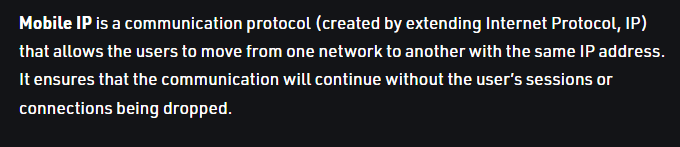 Mobile IP is a communication protocol (created by extending Internet Protocol, IP)
that allows the users to move from one network to another with the same IP address.
It ensures that the communication will continue without the user’s sessions or
connections being dropped.